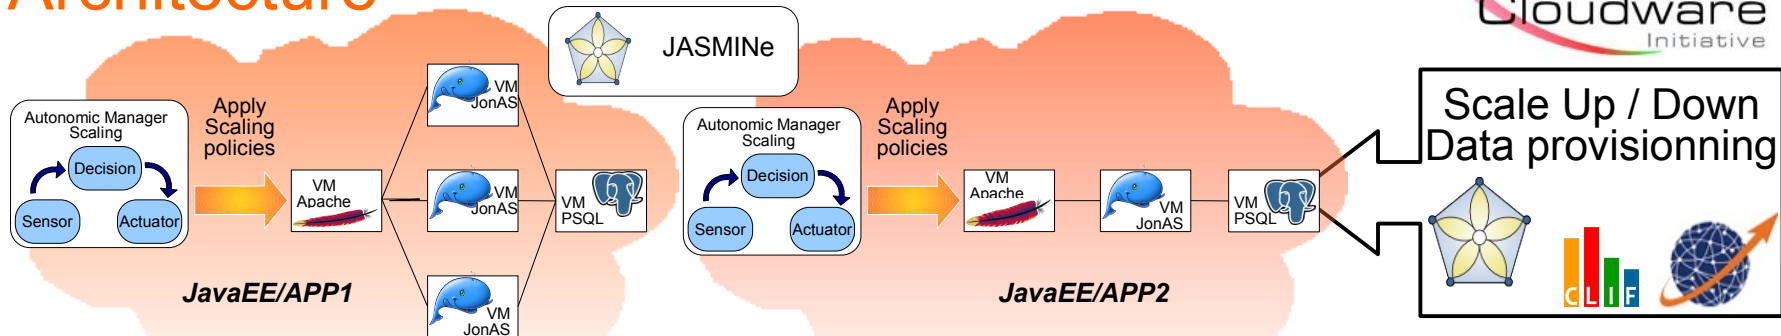 Architecture
Cloudware
Initiative
JASMINe
Autonomic Manager
Scaling
Decision
Sensor
Actuator
Apply
Scaling
policies
VM
Apache
VM
JonAS
VM
JonAS
VM
JonAS
VM
PSQL
JavaEE/APP1
Autonomic Manager
Scaling
Decision
Sensor
Actuator
Apply
Scaling
policies
VM
Apache
VM
JonAS
VM
PSQL
JavaEE/APP2
Scale Up / Down
Data provisionning
CLIF